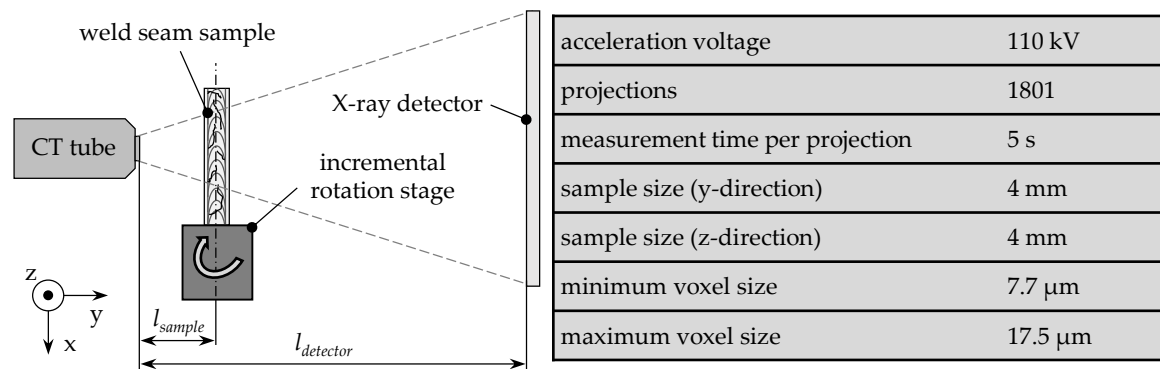 weld seam sample
X-ray detector
CT tube
incremental
rotation stage
z
y
x
l_sample
l_detector
acceleration voltage 110 kV
projections 1801
measurement time per projection 5 s
sample size (y-direction) 4 mm
sample size (z-direction) 4 mm
minimum voxel size 7.7 µm
maximum voxel size 17.5 µm